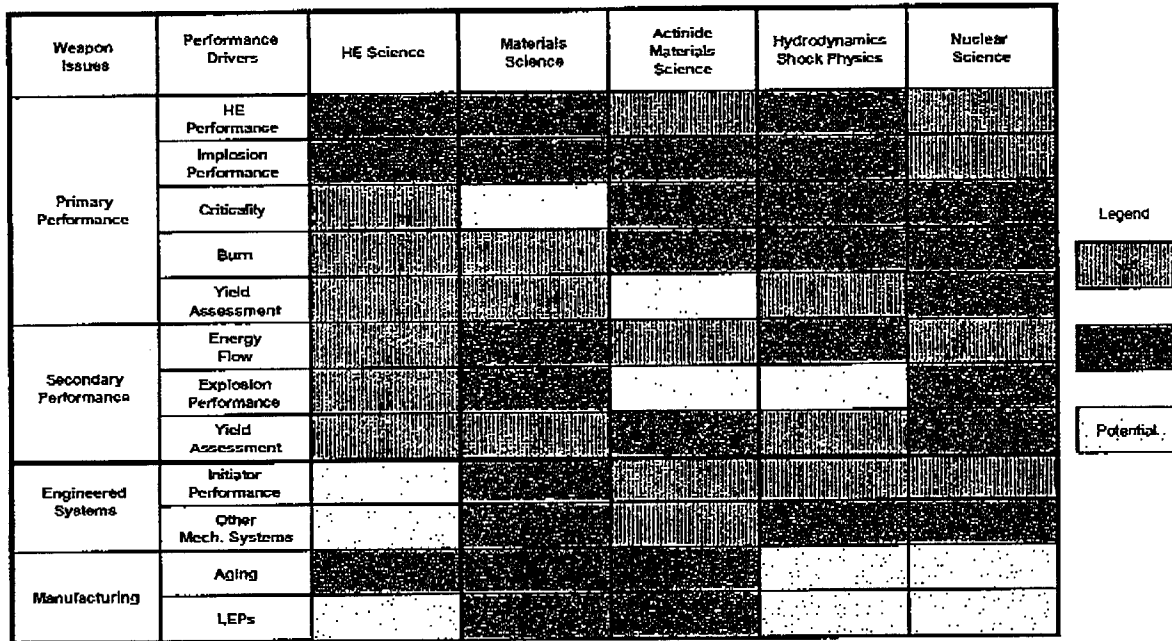 Weapon
Issues
Performance
Drivers
HE Science
Materials
Science
Actinide
Materials
Science
Hydrodynamics
Shock Physics
Nuclear
Science
Primary
Performance
HE
Performance
Implosion
Performance
Criticality
Burn
Yield
Assessment
Secondary
Performance
Energy
Flow
Explosion
Performance
Yield
Assessment
Engineered
Systems
Initiator
Performance
Other
Mech. Systems
Manufacturing
Aging
LEPs
Legend
Potential